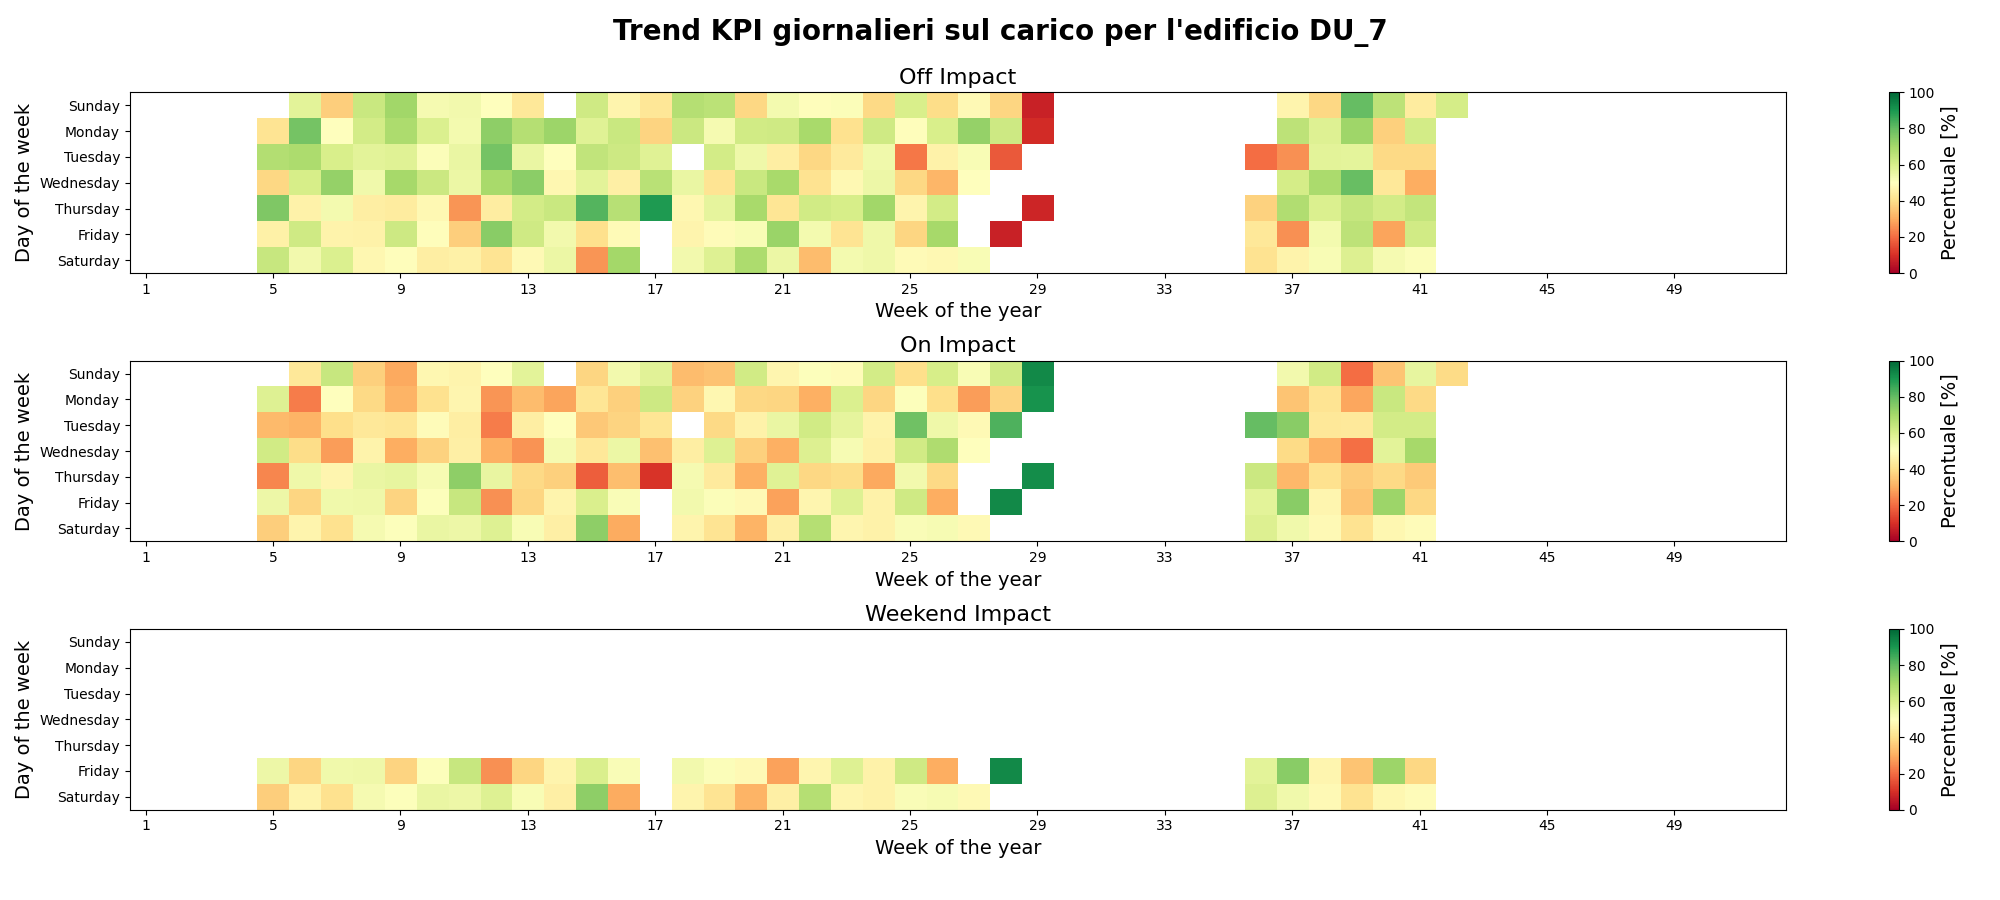 Trend KPI giornalieri sul carico per l'edificio DU_7
Off Impact
Day of the week
Sunday
Monday
Tuesday
Wednesday
Thursday
Friday
Saturday
1 5 9 13 17 21 25 29 33 37 41 45 49
Week of the year
100
80
60
40
20
0
Percentuale [%]
On Impact
Day of the week
Sunday
Monday
Tuesday
Wednesday
Thursday
Friday
Saturday
1 5 9 13 17 21 25 29 33 37 41 45 49
Week of the year
100
80
60
40
20
0
Percentuale [%]
Weekend Impact
Day of the week
Sunday
Monday
Tuesday
Wednesday
Thursday
Friday
Saturday
1 5 9 13 17 21 25 29 33 37 41 45 49
Week of the year
100
80
60
40
20
0
Percentuale [%]